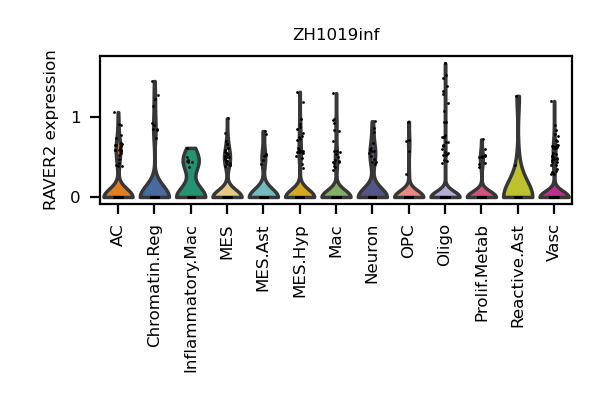 ZH1019inf
RAVER2 expression
1
0
AC
Chromatin.Reg
Inflammatory.Mac
MES
MES.Ast
MES.Hyp
Mac
Neuron
OPC
Oligo
Prolif.Metab
Reactive.Ast
Vasc